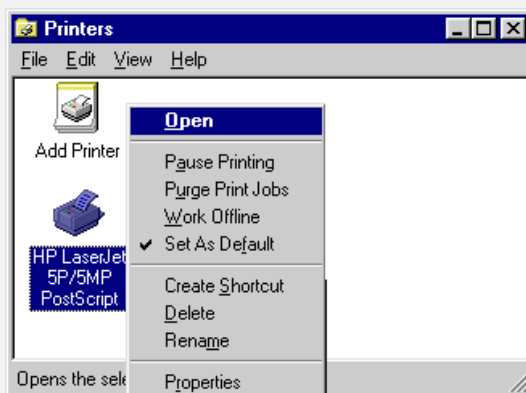 Printers
File Edit View Help
Add Printer
HP LaserJet
5P/5MP
PostScript
Open
Pause Printing
Purge Print Jobs
Work Offline
Set As Default
Create Shortcut
Delete
Rename
Properties
Opens the sele